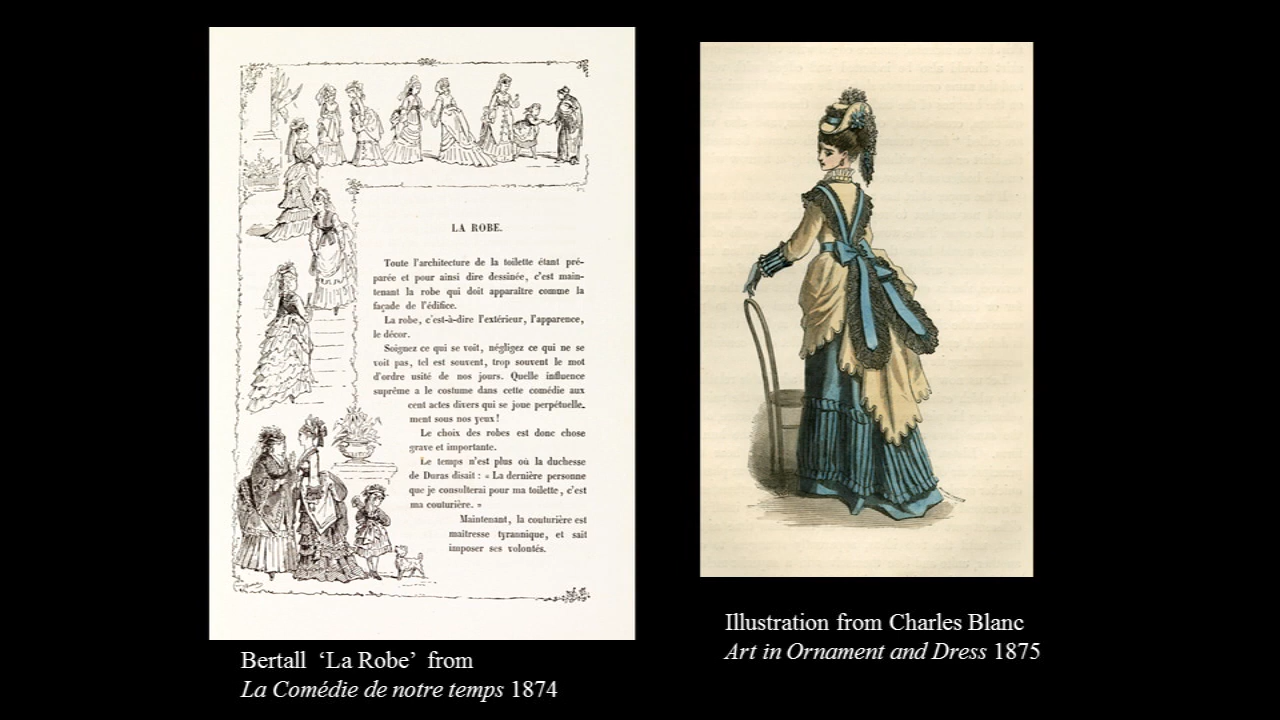 LA ROBE.
Toute l'architecture de la toilette étant pré-
parée et pour ainsi dire dessinée, c'est main-
tenant la robe qui doit apparaître comme la
façade de l'édifice.
La robe, c'est-à-dire l'extérieur, l'apparence,
le décor.
Soignez ce qui se voit, négligez ce qui ne se
voit pas, tel est souvent, trop souvent le mot
d'ordre usité de nos jours. Quelle influence
suprême a le costume dans cette comédie aux
cent actes divers qui se joue perpétuelle-
ment sous nos yeux!
Le choix des robes est donc chose
grave et importante.
Le temps n'est plus où la duchesse
de Duras disait : « La dernière personne
que je consulterai pour ma toilette, c'est
ma couturière. »
Maintenant, la couturière est
maîtresse tyrannique, et sait
imposer ses volontés.
Bertall ‘La Robe’ from
La Comédie de notre temps 1874
Illustration from Charles Blanc
Art in Ornament and Dress 1875